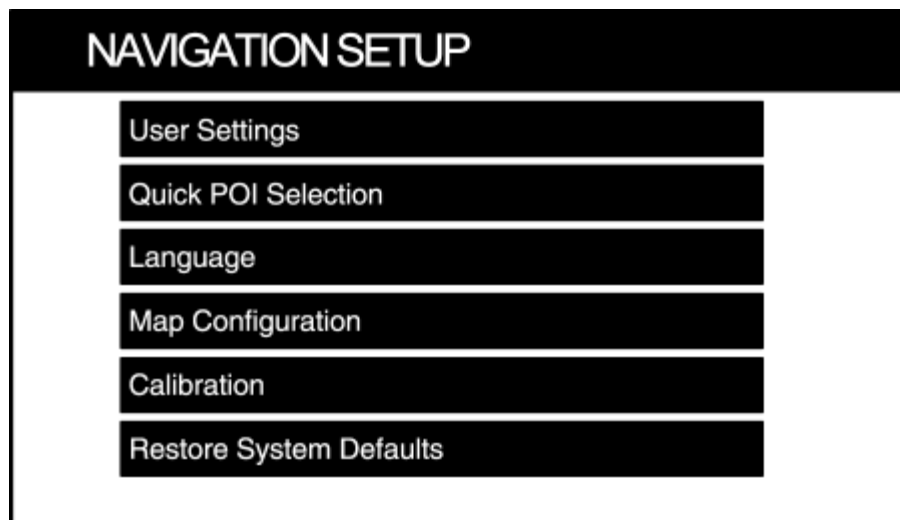 NAVIGATION SETUP
User Settings
Quick POI Selection
Language
Map Configuration
Calibration
Restore System Defaults